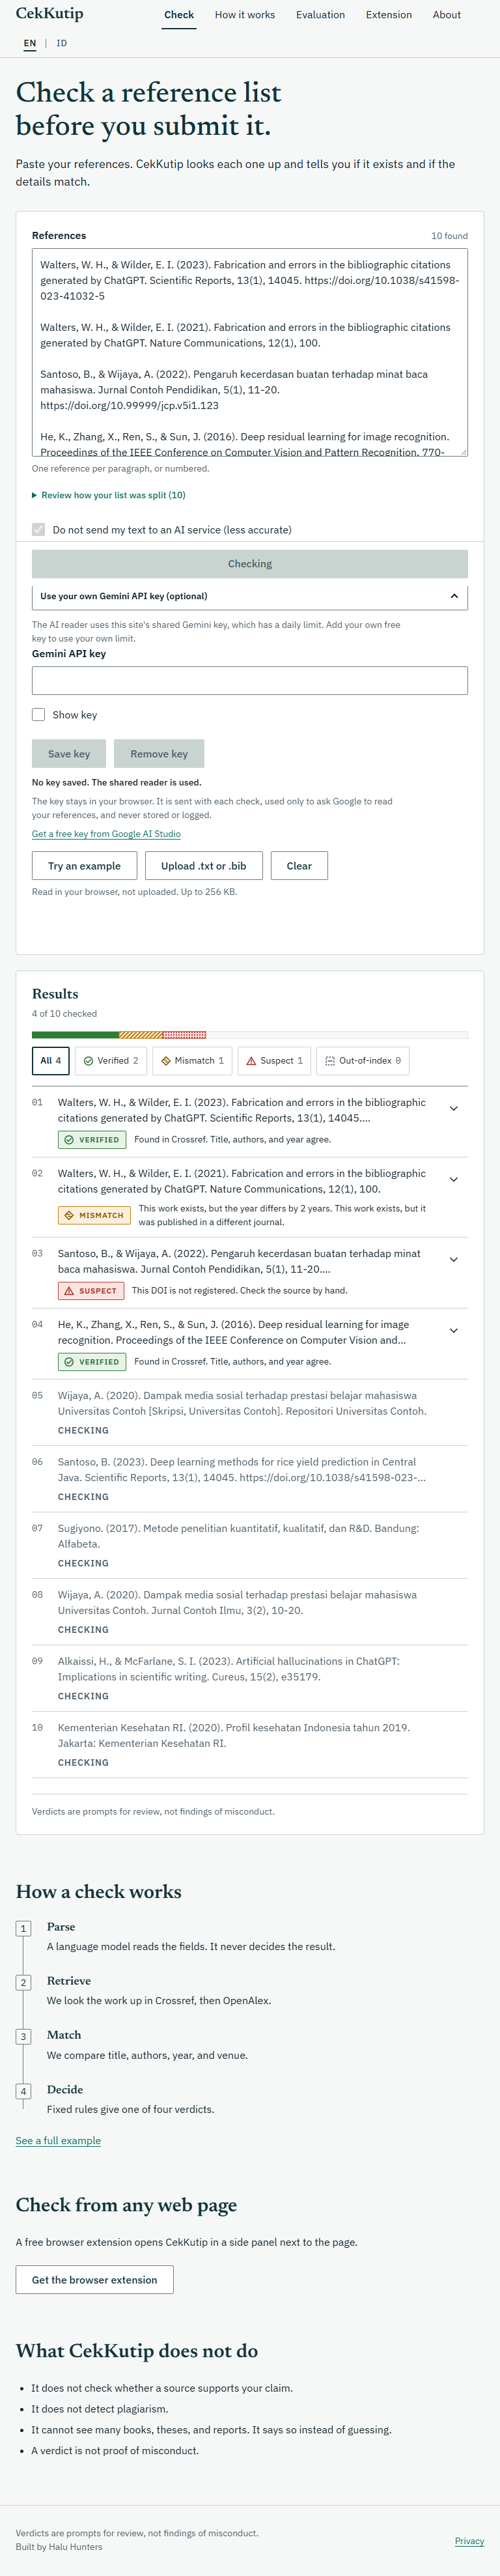 CekKutip
Check
How it works
Evaluation
Extension
About
EN | ID
Check a reference list
before you submit it.
Paste your references. CekKutip looks each one up and tells you if it exists and if the
details match.
References
10 found
Walters, W. H., & Wilder, E. I. (2023). Fabrication and errors in the bibliographic citations
generated by ChatGPT. Scientific Reports, 13(1), 14045. https://doi.org/10.1038/s41598-
023-41032-5
Walters, W. H., & Wilder, E. I. (2021). Fabrication and errors in the bibliographic citations
generated by ChatGPT. Nature Communications, 12(1), 100.
Santoso, B., & Wijaya, A. (2022). Pengaruh kecerdasan buatan terhadap minat baca
mahasiswa. Jurnal Contoh Pendidikan, 5(1), 11-20.
https://doi.org/10.99999/jcp.v5i1.123
He, K., Zhang, X., Ren, S., & Sun, J. (2016). Deep residual learning for image recognition.
Proceedings of the IEEE Conference on Computer Vision and Pattern Recognition, 770-
One reference per paragraph, or numbered.
Review how your list was split (10)
Do not send my text to an AI service (less accurate)
Checking
Use your own Gemini API key (optional)
The AI reader uses this site's shared Gemini key, which has a daily limit. Add your own free
key to use your own limit.
Gemini API key
Show key
Save key
Remove key
No key saved. The shared reader is used.
The key stays in your browser. It is sent with each check, used only to ask Google to read
your references, and never stored or logged.
Get a free key from Google AI Studio
Try an example
Upload .txt or .bib
Clear
Read in your browser, not uploaded. Up to 256 KB.
Results
4 of 10 checked
All 4
Verified 2
Mismatch 1
Suspect 1
Out-of-index 0
01
Walters, W. H., & Wilder, E. I. (2023). Fabrication and errors in the bibliographic
citations generated by ChatGPT. Scientific Reports, 13(1), 14045....
VERIFIED
Found in Crossref. Title, authors, and year agree.
02
Walters, W. H., & Wilder, E. I. (2021). Fabrication and errors in the bibliographic
citations generated by ChatGPT. Nature Communications, 12(1), 100.
MISMATCH
This work exists, but the year differs by 2 years. This work exists, but it
was published in a different journal.
03
Santoso, B., & Wijaya, A. (2022). Pengaruh kecerdasan buatan terhadap minat
baca mahasiswa. Jurnal Contoh Pendidikan, 5(1), 11-20....
SUSPECT
This DOI is not registered. Check the source by hand.
04
He, K., Zhang, X., Ren, S., & Sun, J. (2016). Deep residual learning for image
recognition. Proceedings of the IEEE Conference on Computer Vision and...
VERIFIED
Found in Crossref. Title, authors, and year agree.
05
Wijaya, A. (2020). Dampak media sosial terhadap prestasi belajar mahasiswa
Universitas Contoh [Skripsi, Universitas Contoh]. Repositori Universitas Contoh.
CHECKING
06
Santoso, B. (2023). Deep learning methods for rice yield prediction in Central
Java. Scientific Reports, 13(1), 14045. https://doi.org/10.1038/s41598-023-...
CHECKING
07
Sugiyono. (2017). Metode penelitian kuantitatif, kualitatif, dan R&D. Bandung:
Alfabeta.
CHECKING
08
Wijaya, A. (2020). Dampak media sosial terhadap prestasi belajar mahasiswa
Universitas Contoh. Jurnal Contoh Ilmu, 3(2), 10-20.
CHECKING
09
Alkaissi, H., & McFarlane, S. I. (2023). Artificial hallucinations in ChatGPT:
Implications in scientific writing. Cureus, 15(2), e35179.
CHECKING
10
Kementerian Kesehatan RI. (2020). Profil kesehatan Indonesia tahun 2019.
Jakarta: Kementerian Kesehatan RI.
CHECKING
Verdicts are prompts for review, not findings of misconduct.
How a check works
1
Parse
A language model reads the fields. It never decides the result.
2
Retrieve
We look the work up in Crossref, then OpenAlex.
3
Match
We compare title, authors, year, and venue.
4
Decide
Fixed rules give one of four verdicts.
See a full example
Check from any web page
A free browser extension opens CekKutip in a side panel next to the page.
Get the browser extension
What CekKutip does not do
It does not check whether a source supports your claim.
It does not detect plagiarism.
It cannot see many books, theses, and reports. It says so instead of guessing.
A verdict is not proof of misconduct.
Verdicts are prompts for review, not findings of misconduct.
Built by Halu Hunters
Privacy